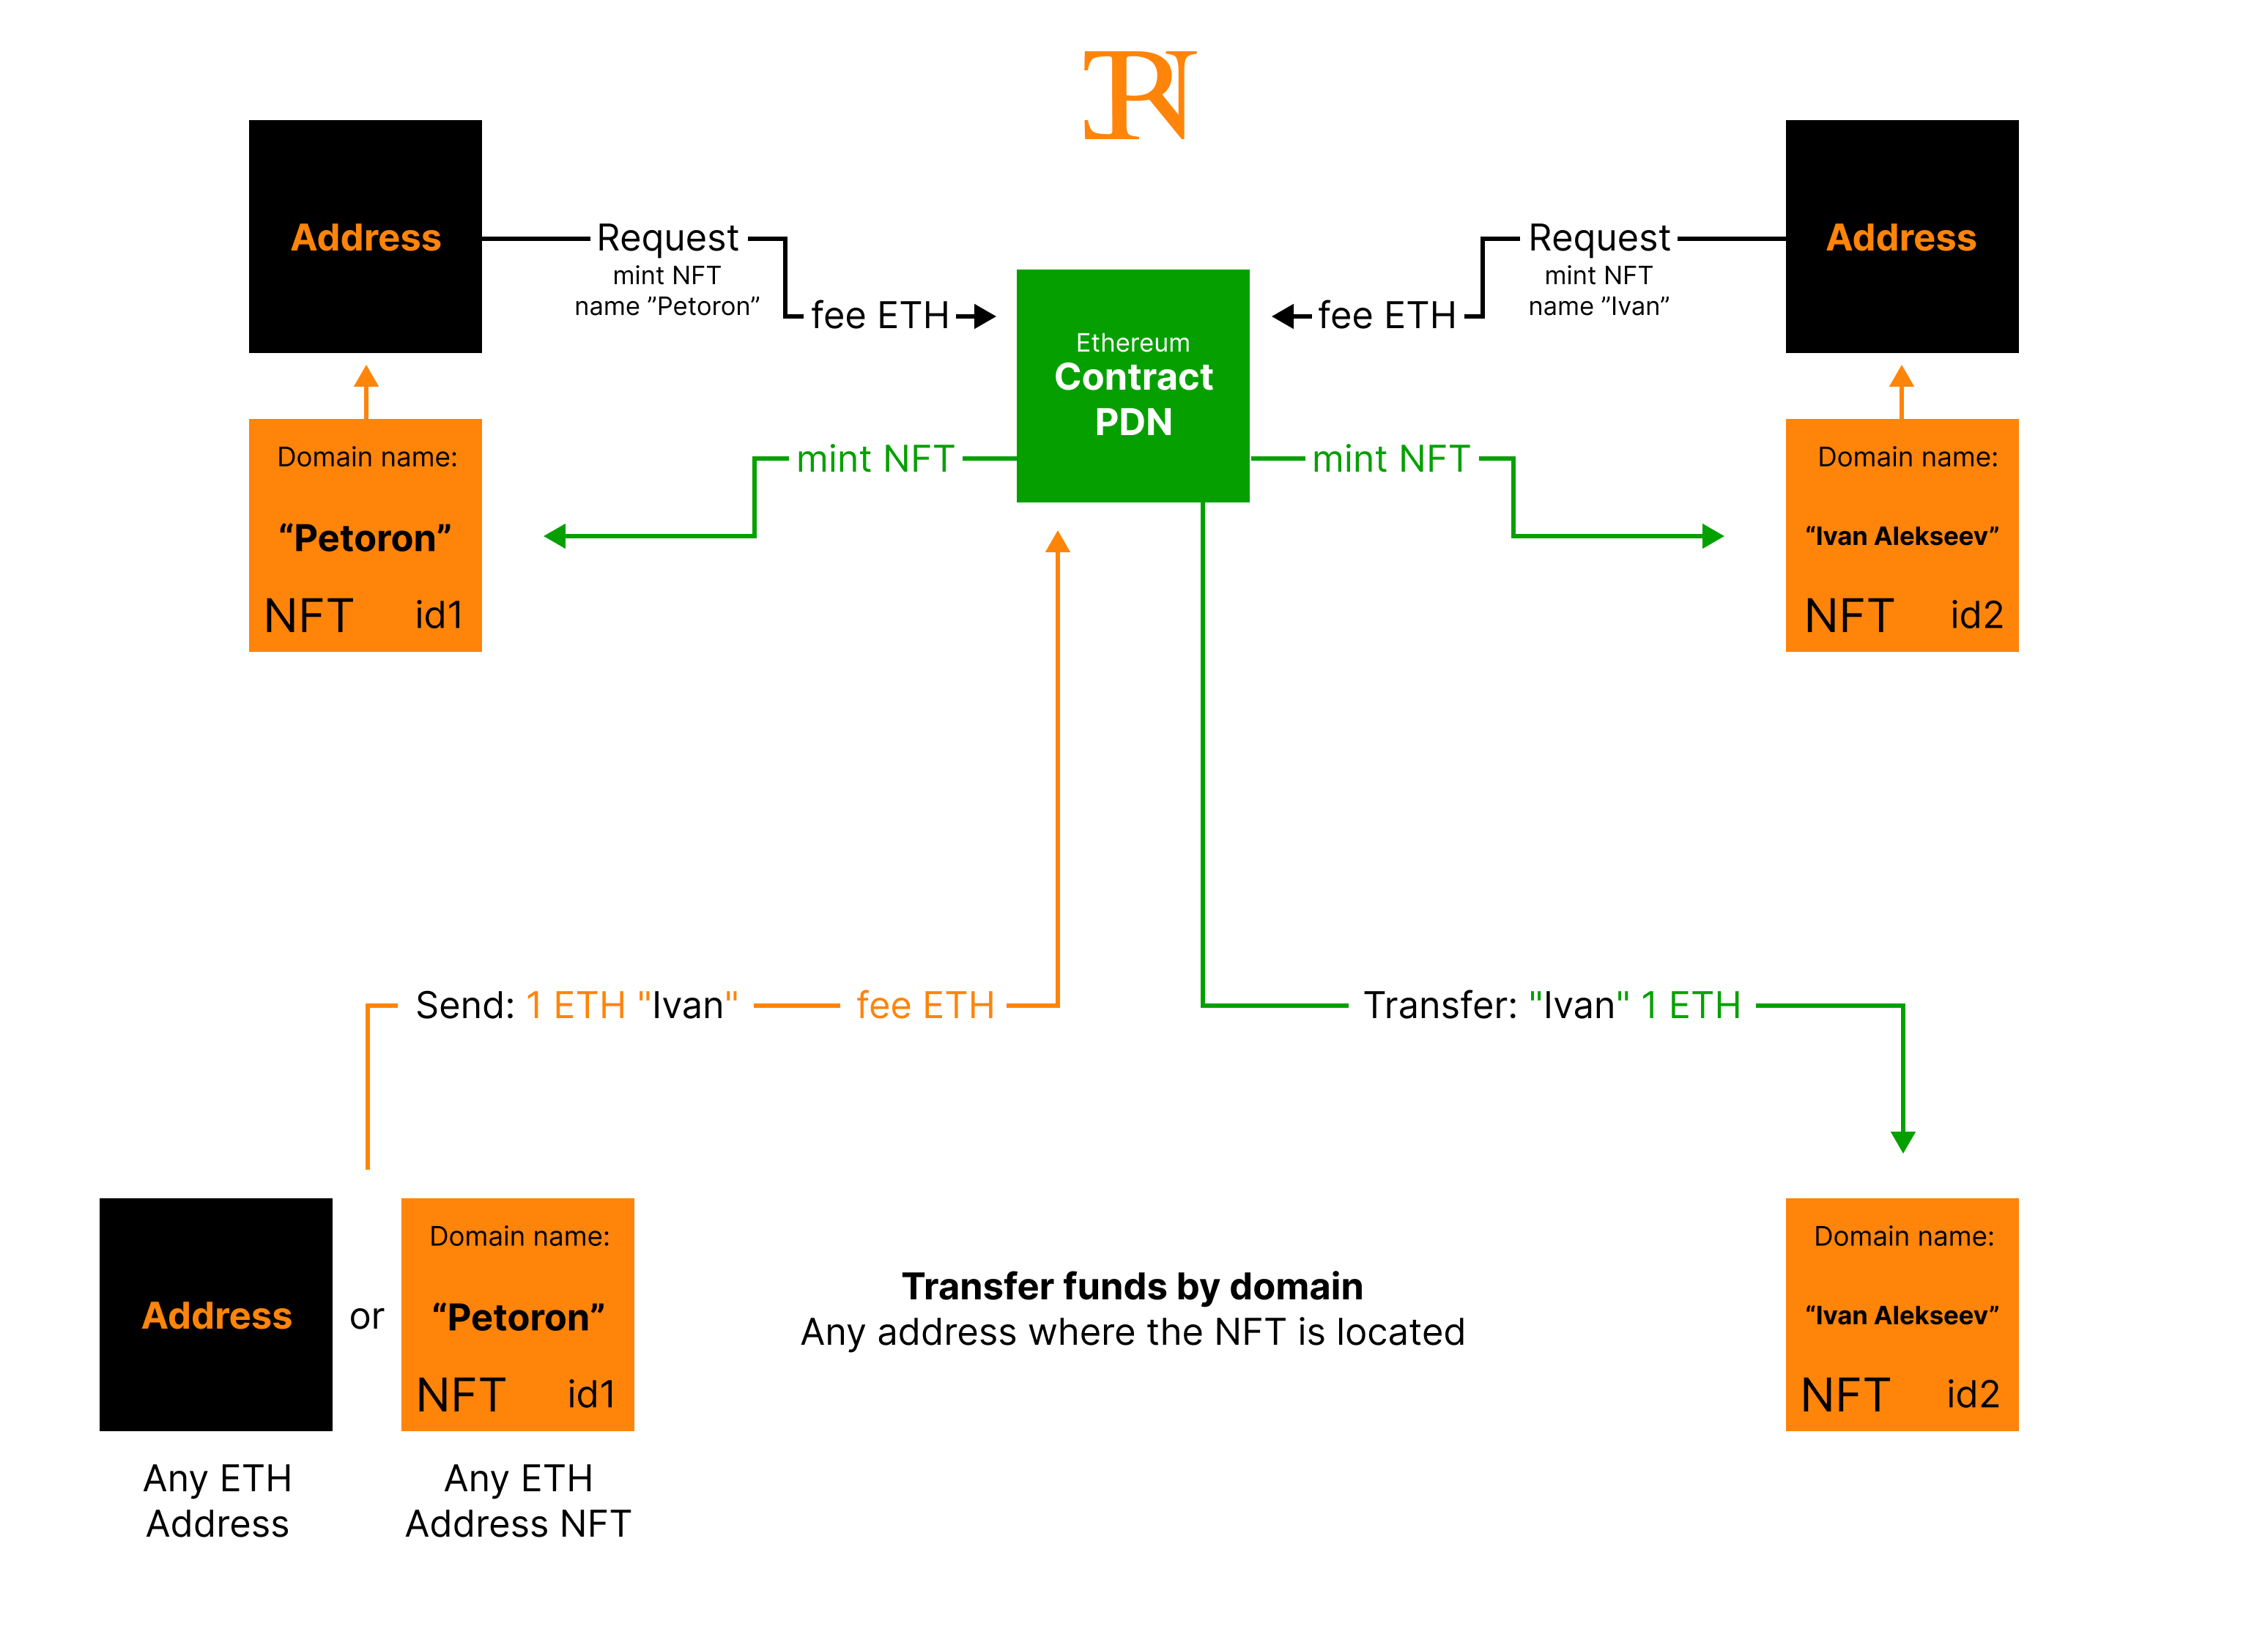 Address
Request
mint NFT
name ”Petoron”
fee ETH
Ethereum
Contract
PDN
fee ETH
Request
mint NFT
name ”Ivan”
Address
Domain name:
“Petoron”
NFT id1
mint NFT
mint NFT
Domain name:
“Ivan Alekseev”
NFT id2
Send: 1 ETH "Ivan"
fee ETH
Transfer: "Ivan" 1 ETH
Address
or
Domain name:
“Petoron”
NFT id1
Any ETH
Address
Any ETH
Address NFT
Transfer funds by domain
Any address where the NFT is located
Domain name:
“Ivan Alekseev”
NFT id2